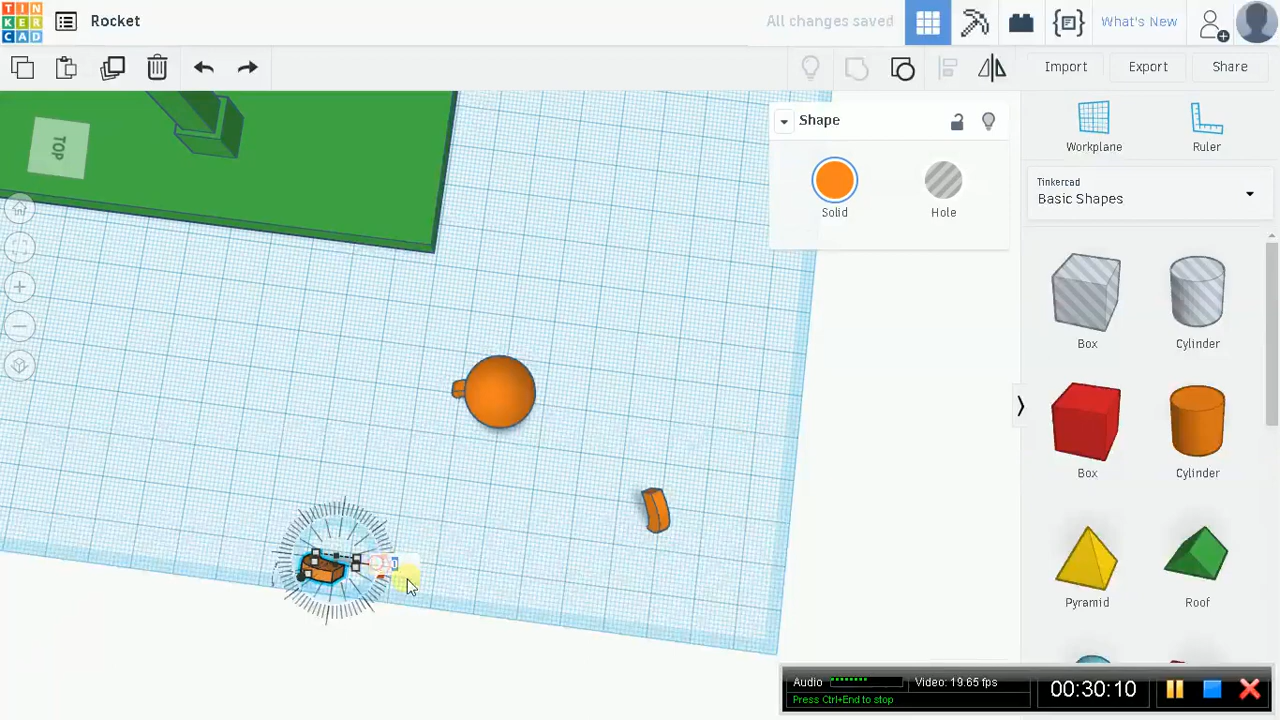 TIN
KER
CAD
Rocket
All changes saved
What's New
Import
Export
Share
TOP
Shape
Solid
Hole
Workplane
Ruler
Tinkercad
Basic Shapes
Box
Cylinder
Box
Cylinder
Pyramid
Roof
Audio
Video: 19.65 fps
Press Ctrl+End to stop
00:30:10